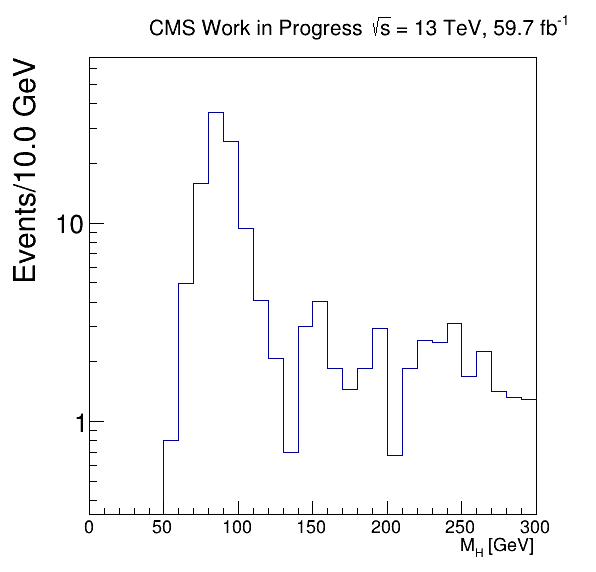 CMS Work in Progress √s = 13 TeV, 59.7 fb⁻¹
Events/10.0 GeV
10
1
0 50 100 150 200 250 300
M_H [GeV]